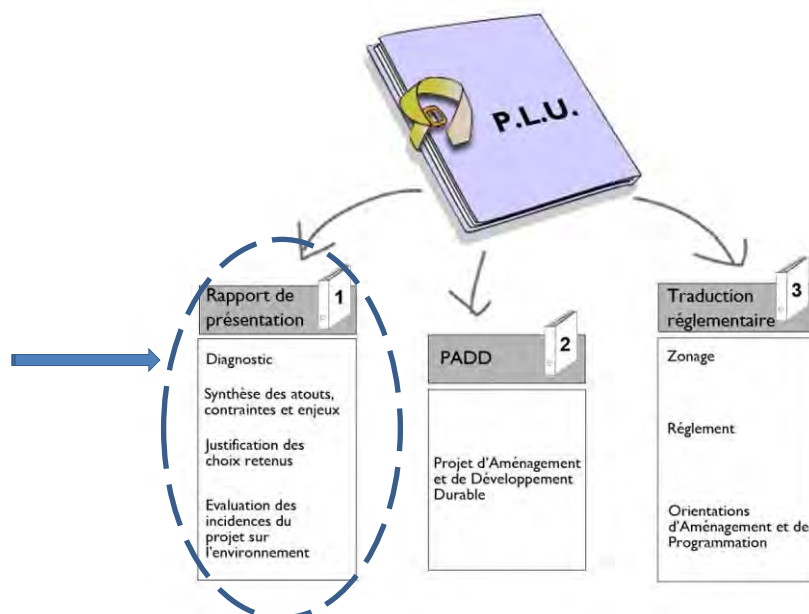 P.L.U.
Rapport de
présentation
1
Diagnostic
Synthèse des atouts,
contraintes et enjeux
Justification des
choix retenus
Evaluation des
incidences du
projet sur
l'environnement
PADD
2
Projet d'Aménagement
et de Développement
Durable
Traduction
réglementaire
3
Zonage
Réglement
Orientations
d'Aménagement et de
Programmation